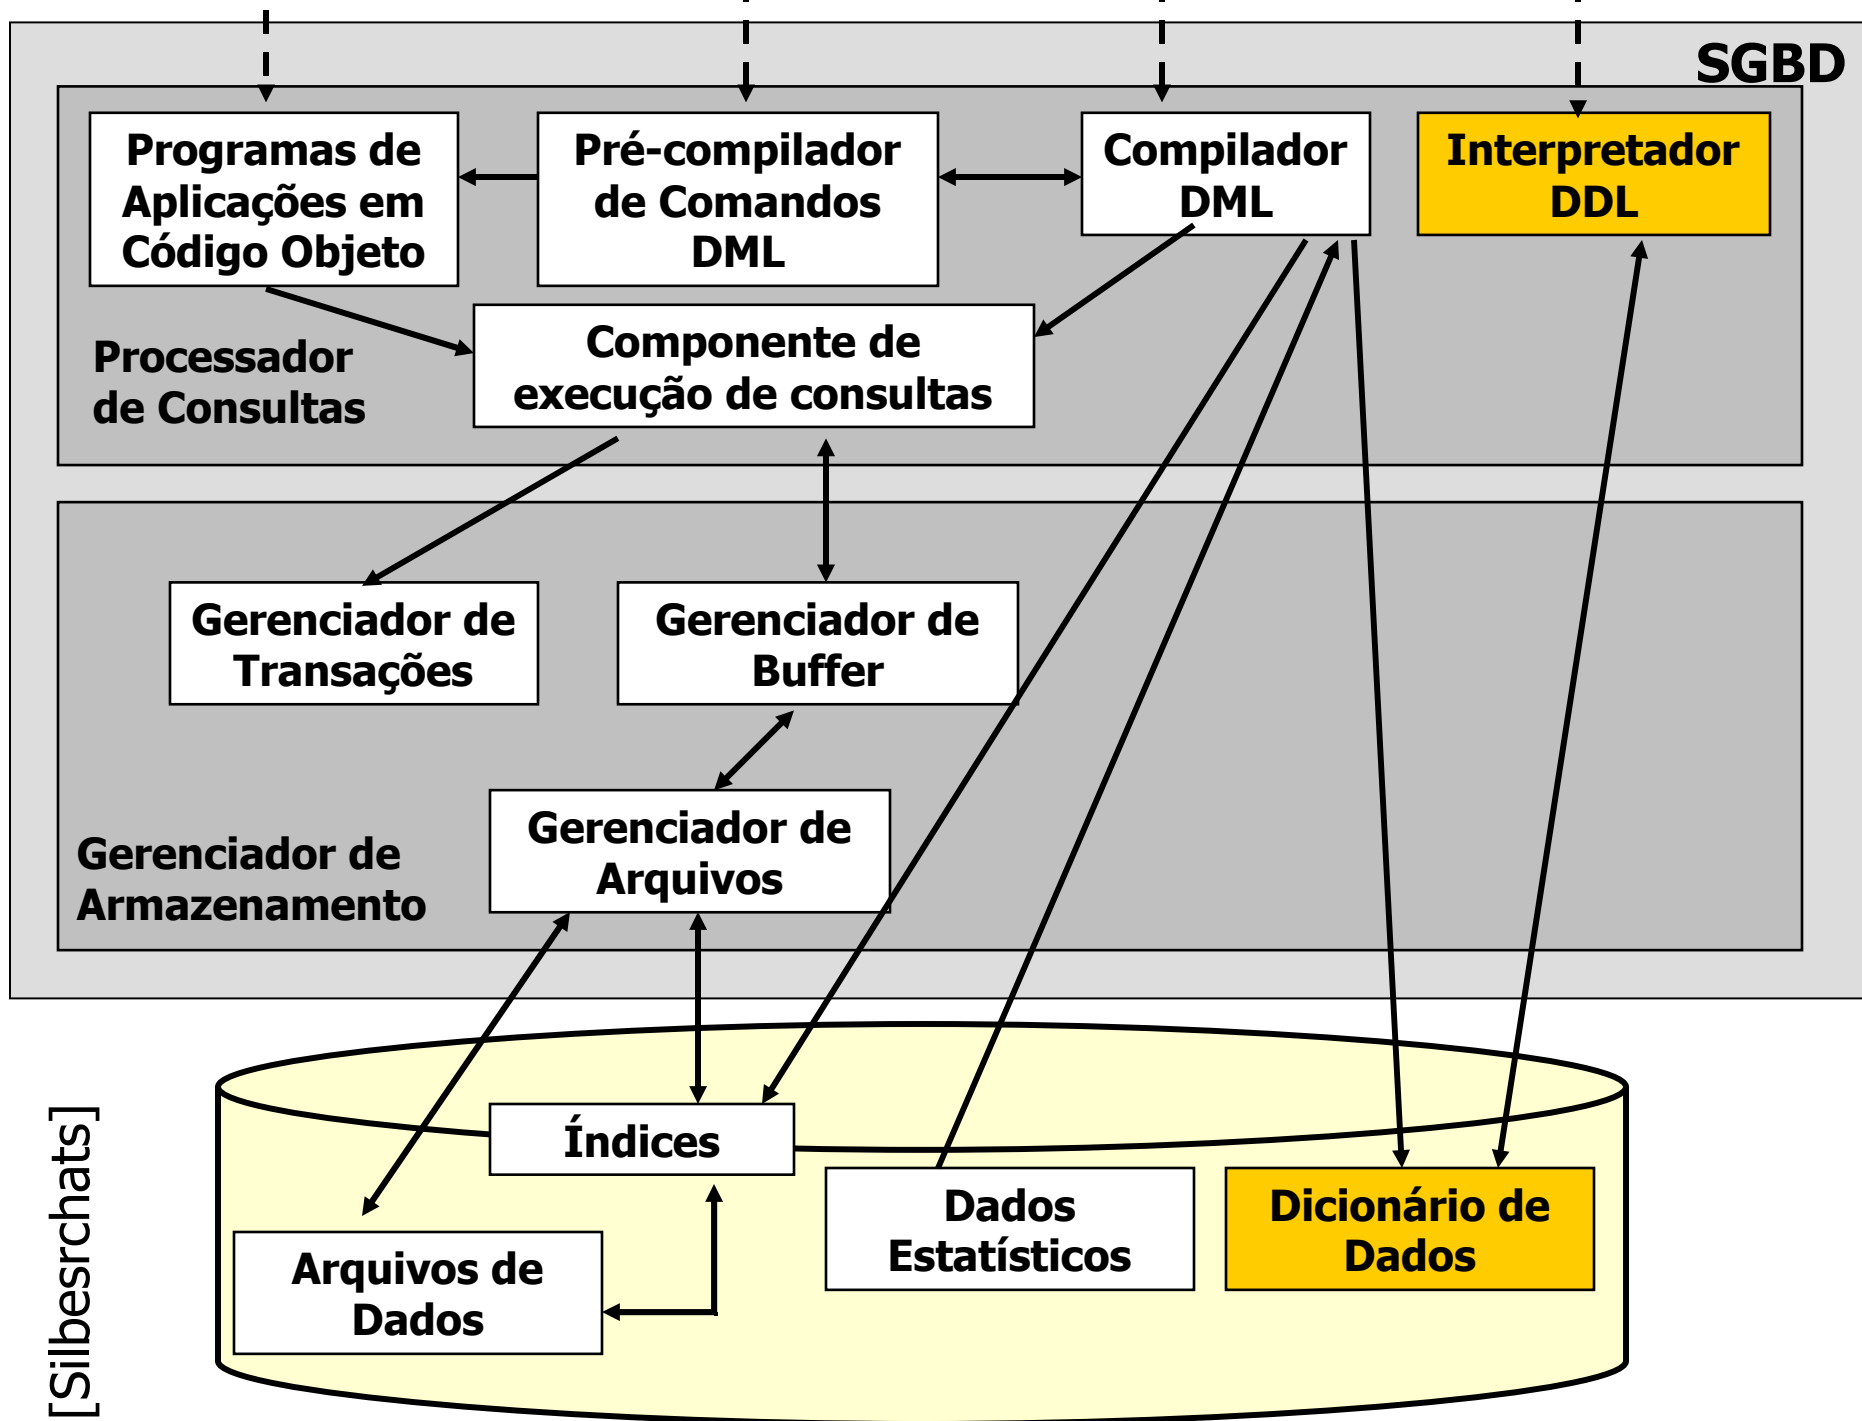 SGBD
Programas de
Aplicações em
Código Objeto
Pré-compilador
de Comandos
DML
Compilador
DML
Interpretador
DDL
Processador
de Consultas
Componente de
execução de consultas
Gerenciador de
Transações
Gerenciador de
Buffer
Gerenciador de
Armazenamento
Gerenciador de
Arquivos
Índices
Arquivos de
Dados
Dados
Estatísticos
Dicionário de
Dados
[Silbesrchats]